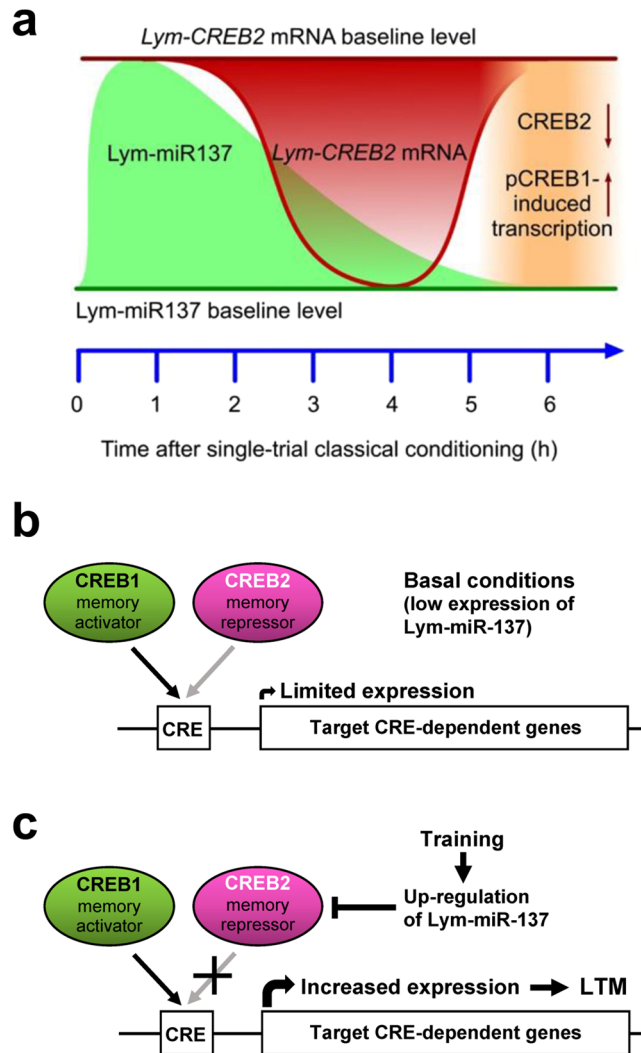 a
Lym-CREB2 mRNA baseline level
Lym-miR137
Lym-CREB2 mRNA
CREB2
pCREB1-
induced
transcription
Lym-miR137 baseline level
0 1 2 3 4 5 6
Time after single-trial classical conditioning (h)
b
CREB1
memory
activator
CREB2
memory
repressor
Basal conditions
(low expression of
Lym-miR-137)
Limited expression
CRE
Target CRE-dependent genes
c
Training
CREB1
memory
activator
CREB2
memory
repressor
Up-regulation
of Lym-miR-137
Increased expression
LTM
CRE
Target CRE-dependent genes